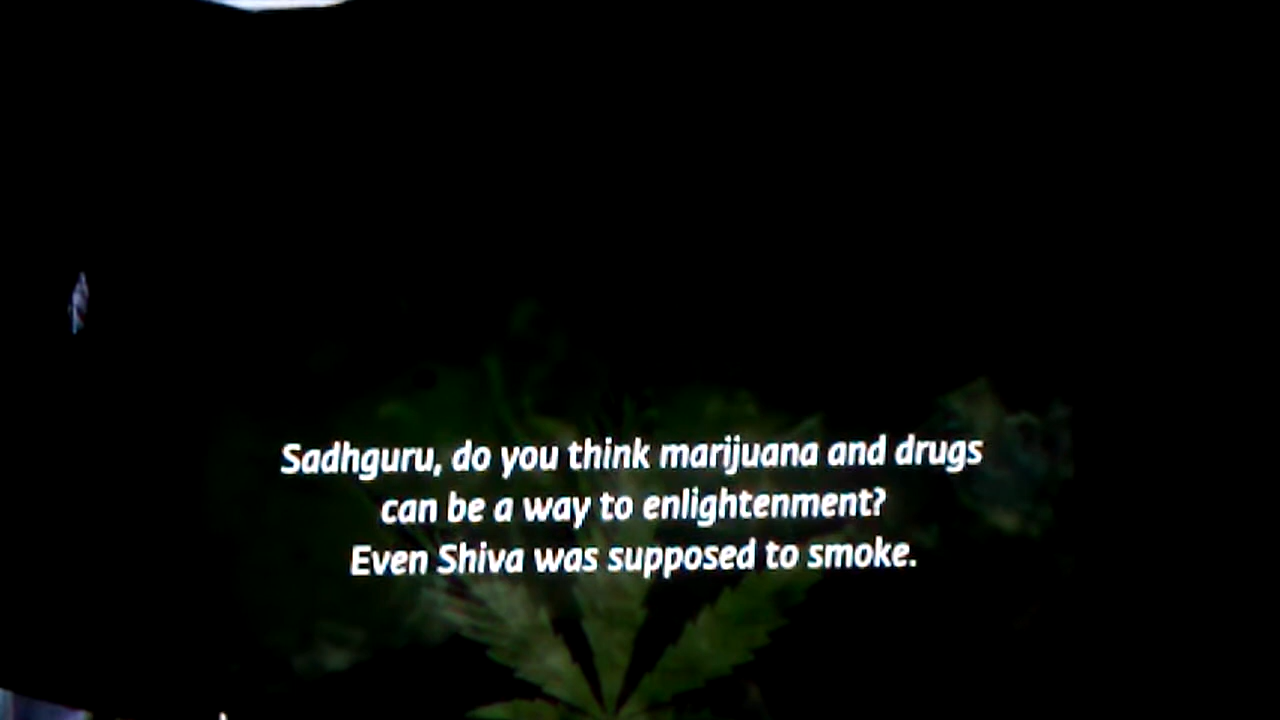 Sadhguru, do you think marijuana and drugs
can be a way to enlightenment?
Even Shiva was supposed to smoke.